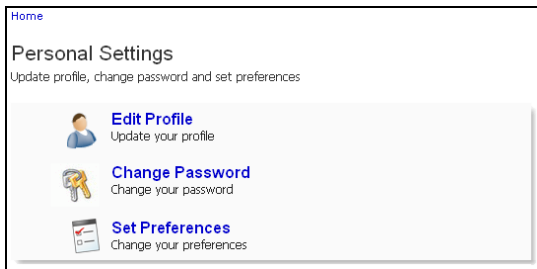 Home
Personal Settings
Update profile, change password and set preferences
Edit Profile
Update your profile
Change Password
Change your password
Set Preferences
Change your preferences